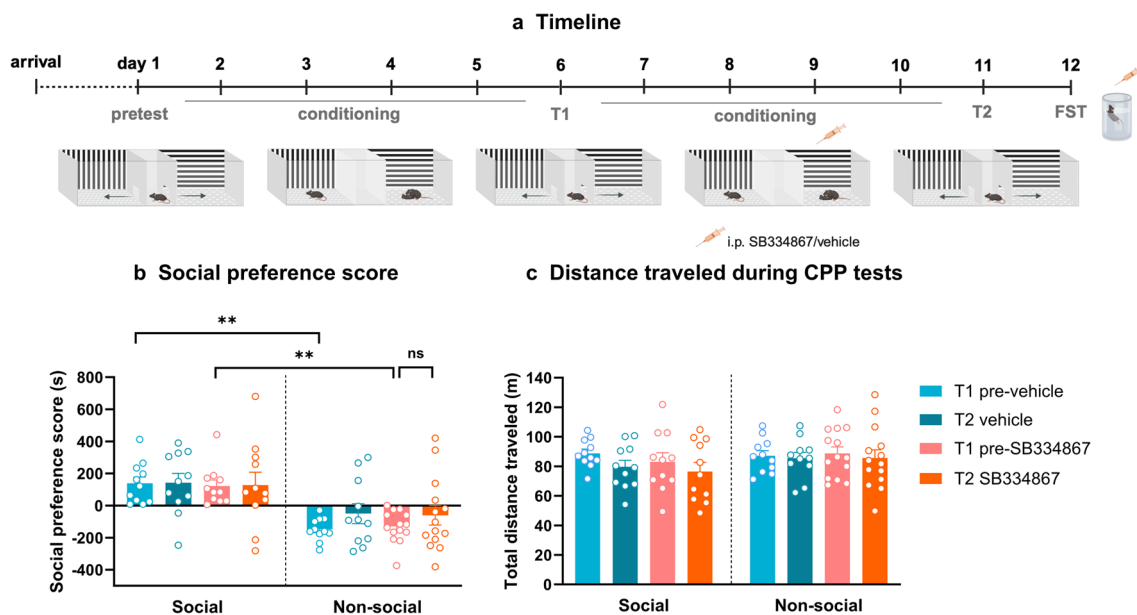 a Timeline
arrival day 1 2 3 4 5 6 7 8 9 10 11 12
pretest conditioning T1 conditioning T2 FST
i.p. SB334867/vehicle
b Social preference score
c Distance traveled during CPP tests
**
** ns
Social preference score (s)
800
600
400
200
0
-200
-400
Social Non-social
Total distance traveled (m)
140
120
100
80
60
40
20
0
Social Non-social
T1 pre-vehicle
T2 vehicle
T1 pre-SB334867
T2 SB334867